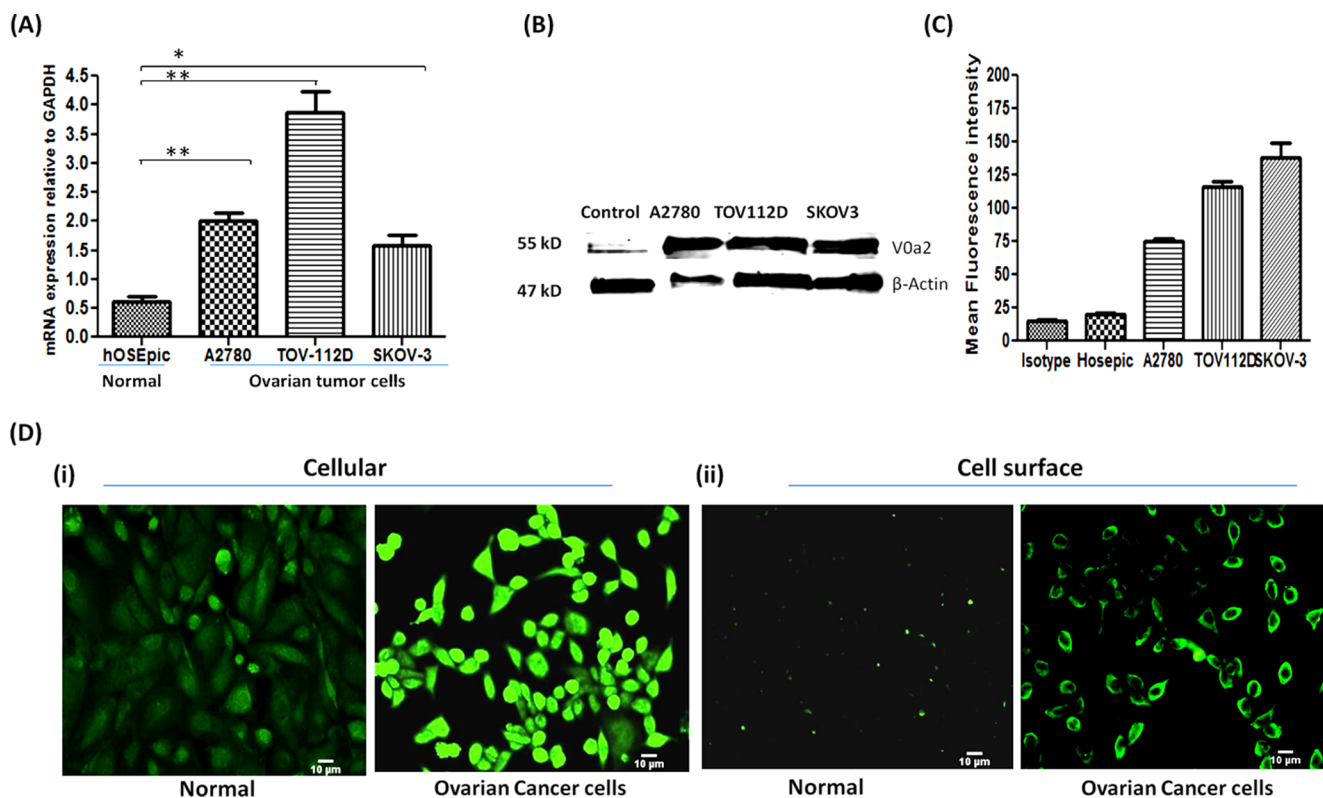 (A)
*
**
**
mRNA expression relative to GAPDH
4.5
4.0
3.5
3.0
2.5
2.0
1.5
1.0
0.5
0.0
hOSEpic A2780 TOV-112D SKOV-3
Normal Ovarian tumor cells
(B)
Control A2780 TOV112D SKOV3
55 kD V0a2
47 kD β-Actin
(C)
Mean Fluorescence intensity
200
175
150
125
100
75
50
25
0
Isotype Hosepic A2780 TOV112D SKOV-3
(D)
(i) Cellular
10 µm
10 µm
Normal Ovarian Cancer cells
(ii) Cell surface
10 µm
10 µm
Normal Ovarian Cancer cells